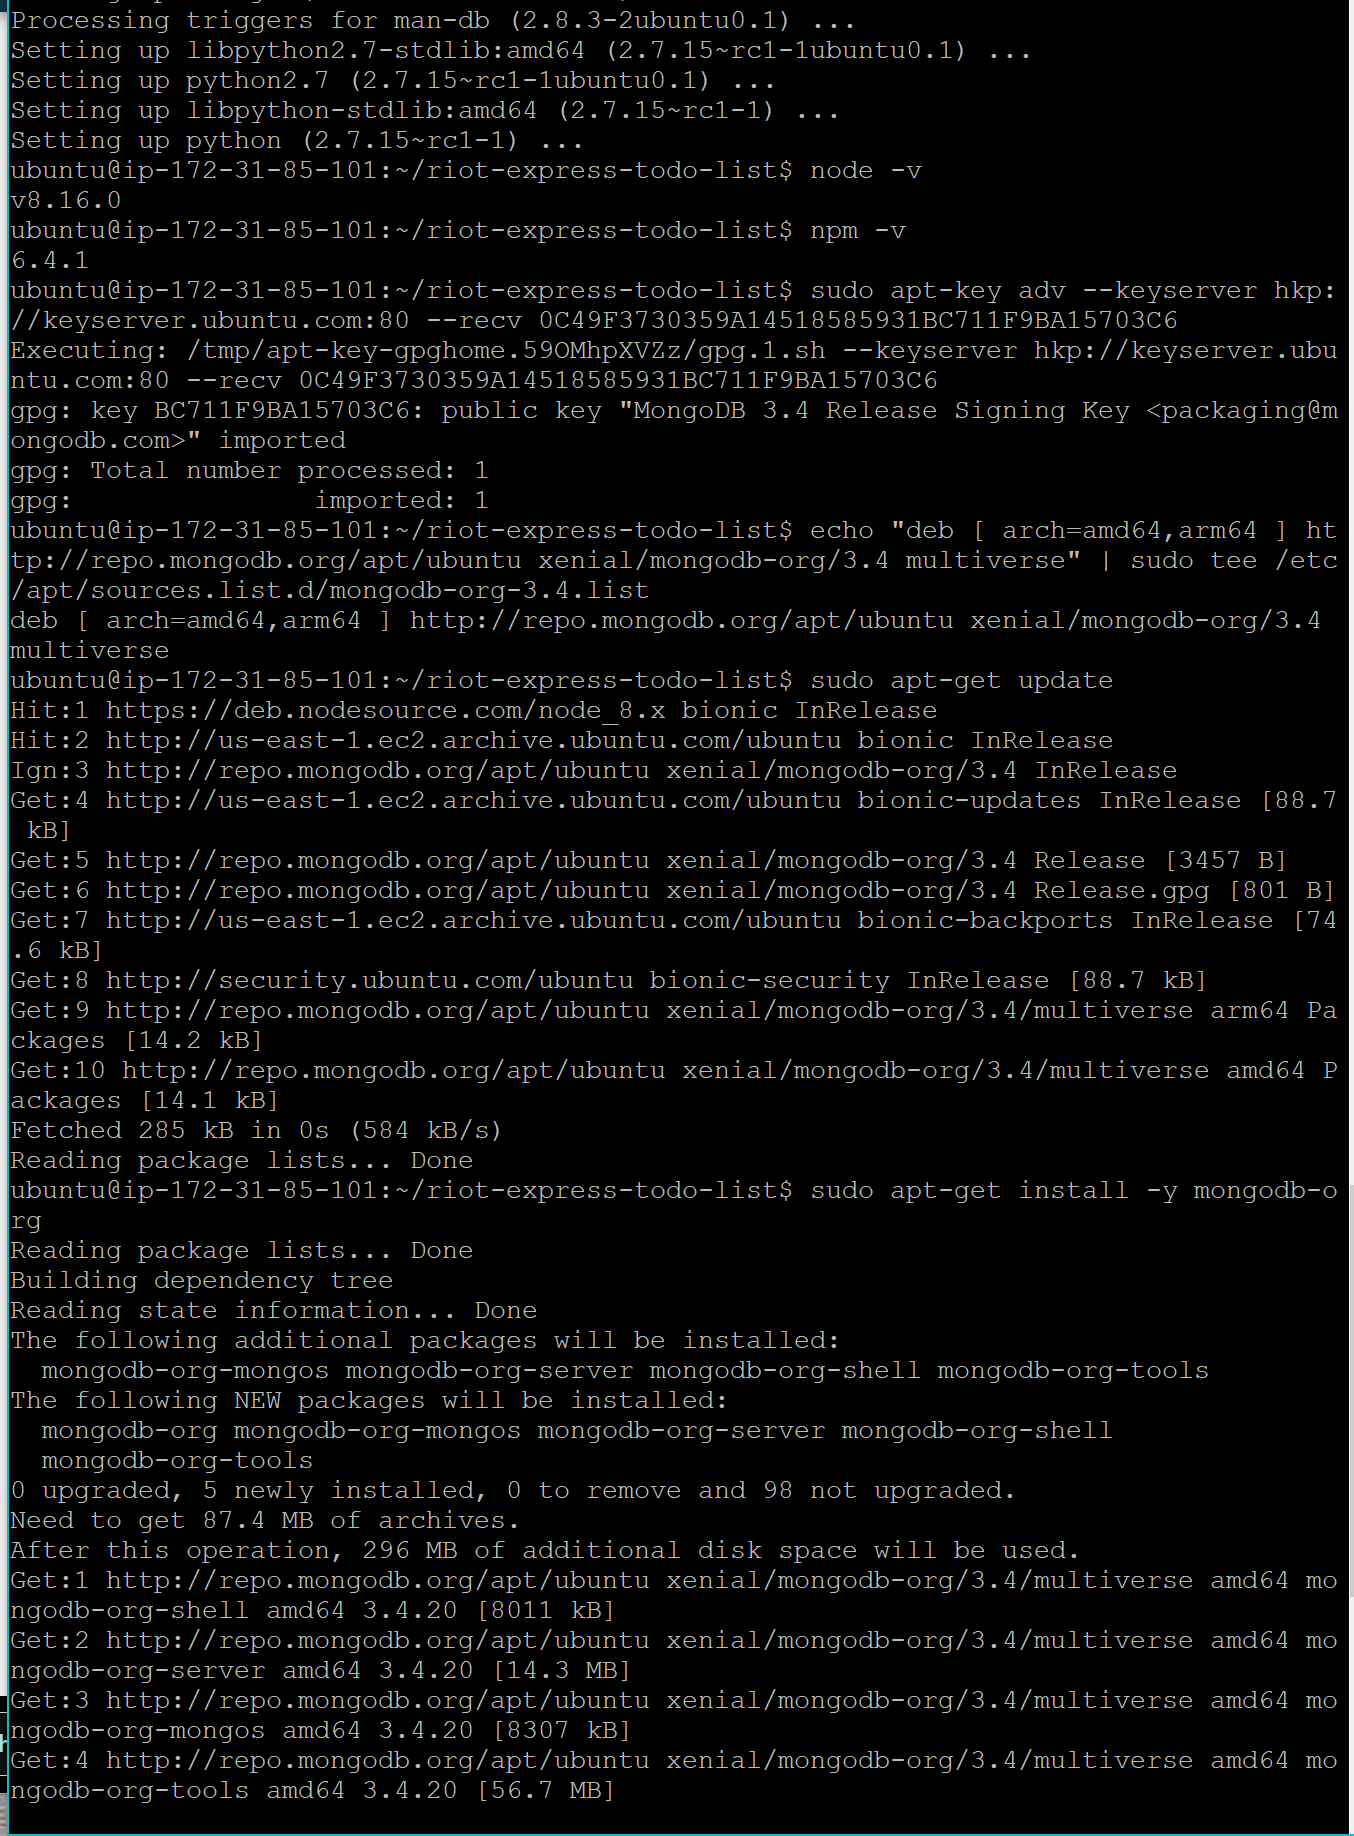 Processing triggers for man-db (2.8.3-2ubuntu0.1) ...
Setting up libpython2.7-stdlib:amd64 (2.7.15~rc1-1ubuntu0.1) ...
Setting up python2.7 (2.7.15~rc1-1ubuntu0.1) ...
Setting up libpython-stdlib:amd64 (2.7.15~rc1-1) ...
Setting up python (2.7.15~rc1-1) ...
ubuntu@ip-172-31-85-101:~/riot-express-todo-list$ node -v
v8.16.0
ubuntu@ip-172-31-85-101:~/riot-express-todo-list$ npm -v
6.4.1
ubuntu@ip-172-31-85-101:~/riot-express-todo-list$ sudo apt-key adv --keyserver hkp:
//keyserver.ubuntu.com:80 --recv 0C49F3730359A14518585931BC711F9BA15703C6
Executing: /tmp/apt-key-gpghome.59OMhpXVZz/gpg.1.sh --keyserver hkp://keyserver.ubu
ntu.com:80 --recv 0C49F3730359A14518585931BC711F9BA15703C6
gpg: key BC711F9BA15703C6: public key "MongoDB 3.4 Release Signing Key <packaging@m
ongodb.com>" imported
gpg: Total number processed: 1
gpg:               imported: 1
ubuntu@ip-172-31-85-101:~/riot-express-todo-list$ echo "deb [ arch=amd64,arm64 ] ht
tp://repo.mongodb.org/apt/ubuntu xenial/mongodb-org/3.4 multiverse" | sudo tee /etc
/apt/sources.list.d/mongodb-org-3.4.list
deb [ arch=amd64,arm64 ] http://repo.mongodb.org/apt/ubuntu xenial/mongodb-org/3.4
multiverse
ubuntu@ip-172-31-85-101:~/riot-express-todo-list$ sudo apt-get update
Hit:1 https://deb.nodesource.com/node_8.x bionic InRelease
Hit:2 http://us-east-1.ec2.archive.ubuntu.com/ubuntu bionic InRelease
Ign:3 http://repo.mongodb.org/apt/ubuntu xenial/mongodb-org/3.4 InRelease
Get:4 http://us-east-1.ec2.archive.ubuntu.com/ubuntu bionic-updates InRelease [88.7
 kB]
Get:5 http://repo.mongodb.org/apt/ubuntu xenial/mongodb-org/3.4 Release [3457 B]
Get:6 http://repo.mongodb.org/apt/ubuntu xenial/mongodb-org/3.4 Release.gpg [801 B]
Get:7 http://us-east-1.ec2.archive.ubuntu.com/ubuntu bionic-backports InRelease [74
.6 kB]
Get:8 http://security.ubuntu.com/ubuntu bionic-security InRelease [88.7 kB]
Get:9 http://repo.mongodb.org/apt/ubuntu xenial/mongodb-org/3.4/multiverse arm64 Pa
ckages [14.2 kB]
Get:10 http://repo.mongodb.org/apt/ubuntu xenial/mongodb-org/3.4/multiverse amd64 P
ackages [14.1 kB]
Fetched 285 kB in 0s (584 kB/s)
Reading package lists... Done
ubuntu@ip-172-31-85-101:~/riot-express-todo-list$ sudo apt-get install -y mongodb-o
rg
Reading package lists... Done
Building dependency tree
Reading state information... Done
The following additional packages will be installed:
  mongodb-org-mongos mongodb-org-server mongodb-org-shell mongodb-org-tools
The following NEW packages will be installed:
  mongodb-org mongodb-org-mongos mongodb-org-server mongodb-org-shell
  mongodb-org-tools
0 upgraded, 5 newly installed, 0 to remove and 98 not upgraded.
Need to get 87.4 MB of archives.
After this operation, 296 MB of additional disk space will be used.
Get:1 http://repo.mongodb.org/apt/ubuntu xenial/mongodb-org/3.4/multiverse amd64 mo
ngodb-org-shell amd64 3.4.20 [8011 kB]
Get:2 http://repo.mongodb.org/apt/ubuntu xenial/mongodb-org/3.4/multiverse amd64 mo
ngodb-org-server amd64 3.4.20 [14.3 MB]
Get:3 http://repo.mongodb.org/apt/ubuntu xenial/mongodb-org/3.4/multiverse amd64 mo
ngodb-org-mongos amd64 3.4.20 [8307 kB]
Get:4 http://repo.mongodb.org/apt/ubuntu xenial/mongodb-org/3.4/multiverse amd64 mo
ngodb-org-tools amd64 3.4.20 [56.7 MB]